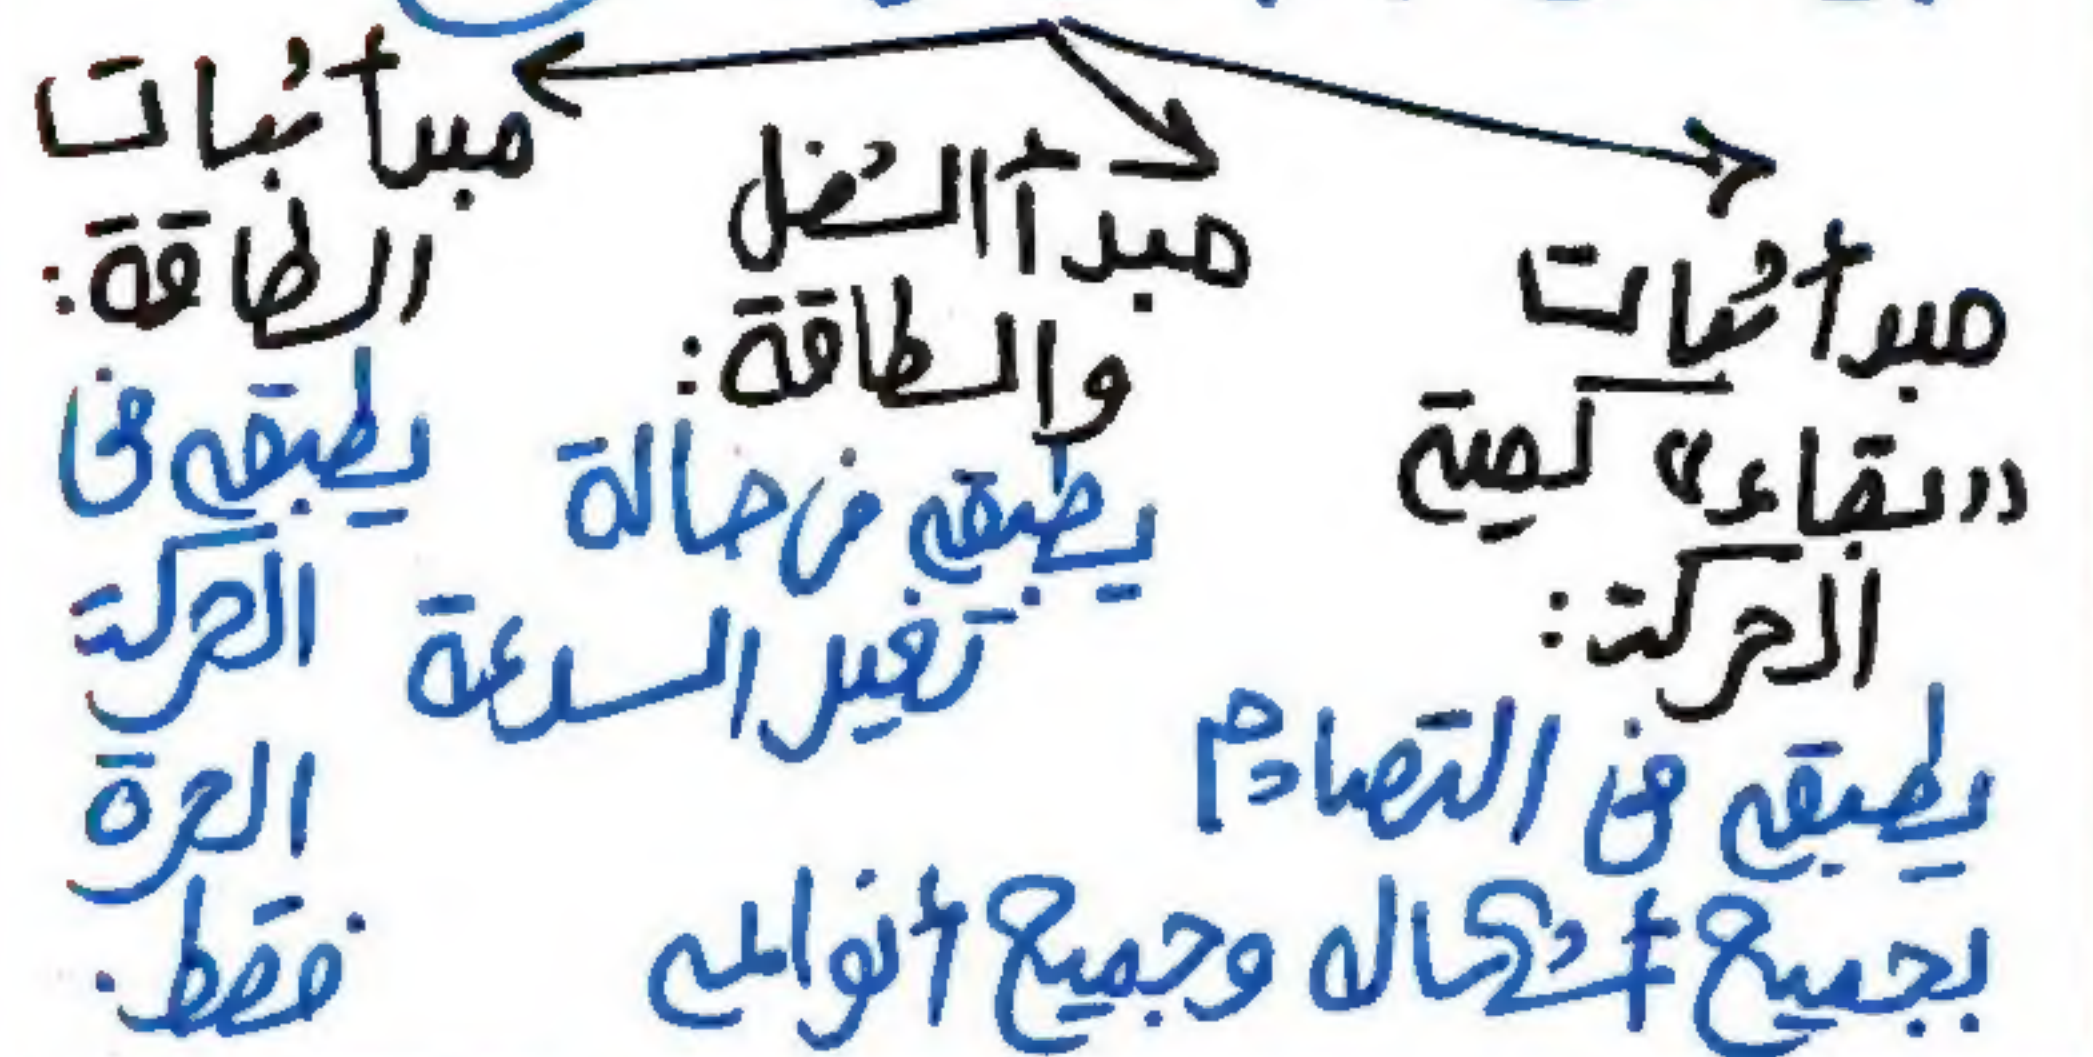 مبدأ ثبات
"بقاء" كمية
الحركة:
يطبق في التصادم
بجميع أشكاله وجميع أنواعه
مبدأ الشغل
والطاقة:
يطبق في حالة
تغير السرعة
مبدأ ثبات
الطاقة:
يطبق في
الحركة
الحرة
فقط.